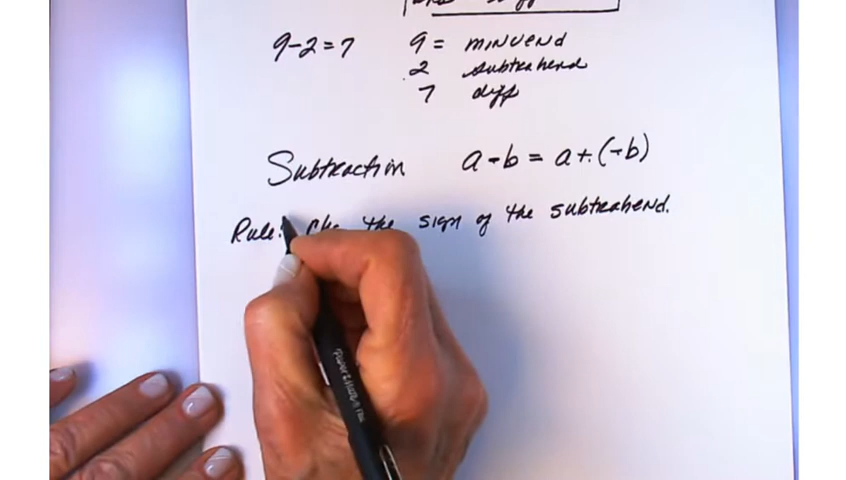 9-2=7 9 = minuend
2 subtrahend
7 diff
Subtraction a - b = a + (-b)
Rule: the sign of the subtrahend.